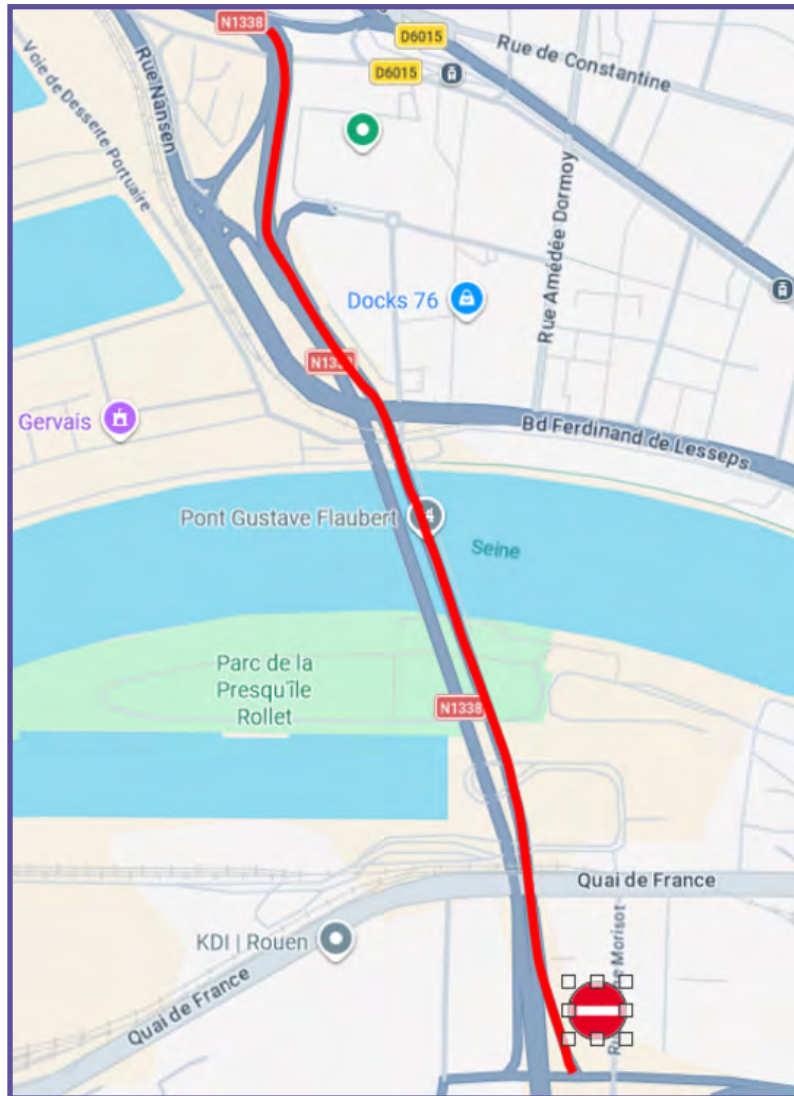 N1338
D6015
D6015
Rue de Constantine
Rue Nansen
Voie de Desserte Portuaire
Rue Amédée Dormoy
Docks 76
Gervais
Bd Ferdinand de Lesseps
Pont Gustave Flaubert
Seine
Parc de la
Presqu'île
Rollet
N1338
Quai de France
KDI | Rouen
Quai de France
Morisot